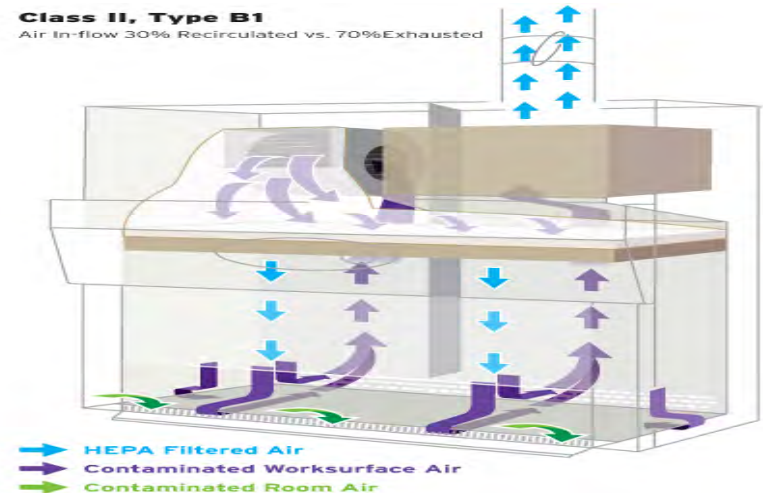 Class II, Type B1
Air In-flow 30% Recirculated vs. 70%Exhausted
HEPA Filtered Air
Contaminated Worksurface Air
Contaminated Room Air